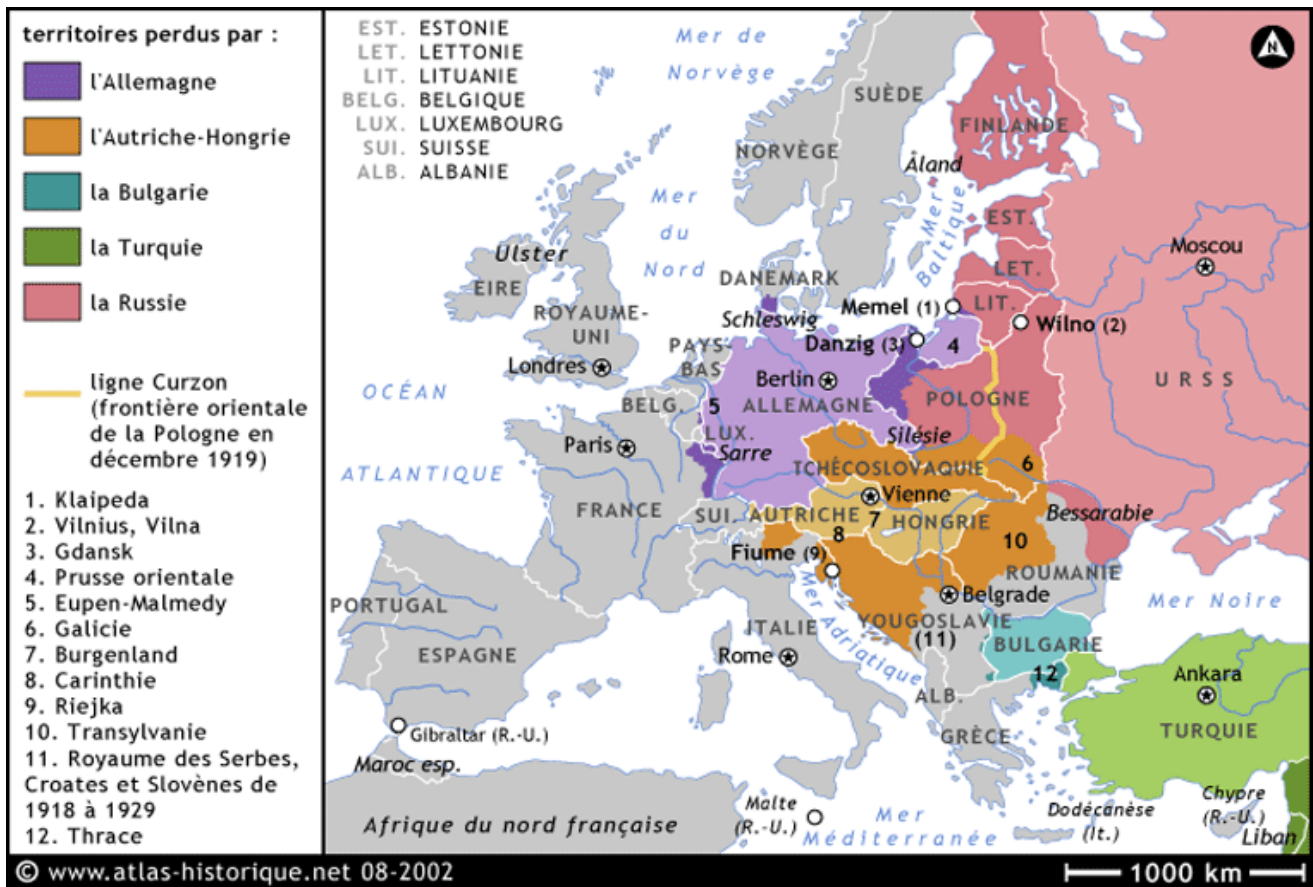 territoires perdus par :
l'Allemagne
l'Autriche-Hongrie
la Bulgarie
la Turquie
la Russie
ligne Curzon
(frontière orientale
de la Pologne en
décembre 1919)
1. Klaipeda
2. Vilnius, Vilna
3. Gdansk
4. Prusse orientale
5. Eupen-Malmedy
6. Galicie
7. Burgenland
8. Carinthie
9. Riejka
10. Transylvanie
11. Royaume des Serbes,
Croates et Slovènes de
1918 à 1929
12. Thrace
EST. ESTONIE
LET. LETTONIE
LIT. LITUANIE
BELG. BELGIQUE
LUX. LUXEMBOURG
SUI. SUISSE
ALB. ALBANIE
Mer de
Norvège
N
SUÈDE
FINLANDE
NORVÈGE
Åland
Mer
du
Nord
Mer
Baltique
EST.
Moscou
Ulster
LET.
DANEMARK
EIRE
Memel (1)
LIT.
ROYAUME-
UNI
Schleswig
Wilno (2)
PAYS-
BAS
Danzig (3)
4
Londres
Berlin
URSS
OCÉAN
BELG.
5
ALLEMAGNE
POLOGNE
LUX.
Silésie
Paris
Sarre
ATLANTIQUE
TCHÉCOSLOVAQUIE
6
Vienne
FRANCE
SUI.
AUTRICHE
7
HONGRIE
Bessarabie
8
10
Fiume (9)
ROUMANIE
Belgrade
Mer Noire
PORTUGAL
Mer Adriatique
YOUGOSLAVIE
(11)
ITALIE
BULGARIE
ESPAGNE
Rome
12
Ankara
ALB.
Gibraltar (R.-U.)
GRÈCE
TURQUIE
Maroc esp.
Malte
(R.-U.)
Mer
Méditerranée
Dodécanèse
(It.)
Chypre
(R.-U.)
Afrique du nord française
Liban
© www.atlas-historique.net 08-2002
1000 km